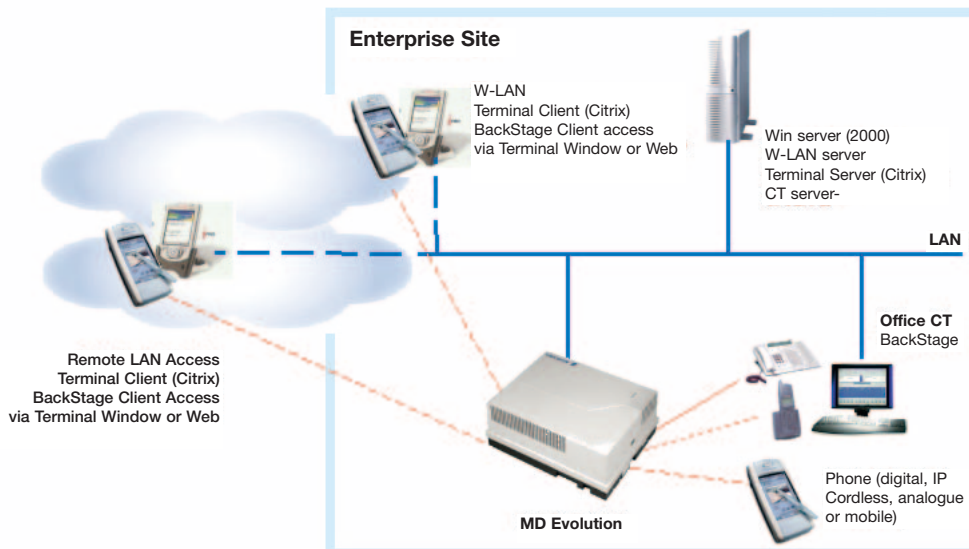 Enterprise Site
W-LAN
Terminal Client (Citrix)
BackStage Client access
via Terminal Window or Web
Win server (2000)
W-LAN server
Terminal Server (Citrix)
CT server-
LAN
Office CT
BackStage
Remote LAN Access
Terminal Client (Citrix)
BackStage Client Access
via Terminal Window or Web
MD Evolution
Phone (digital, IP
Cordless, analogue
or mobile)